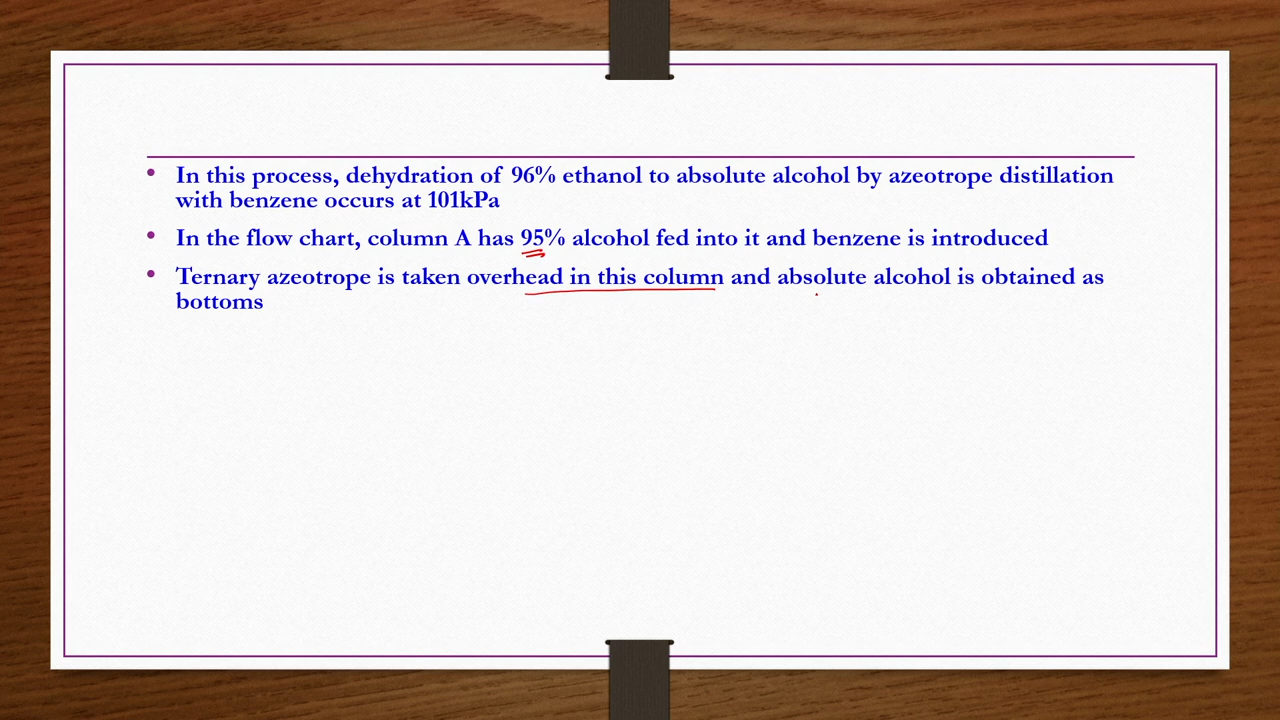 • In this process, dehydration of 96% ethanol to absolute alcohol by azeotrope distillation
with benzene occurs at 101kPa
• In the flow chart, column A has 95% alcohol fed into it and benzene is introduced
• Ternary azeotrope is taken overhead in this column and absolute alcohol is obtained as
bottoms